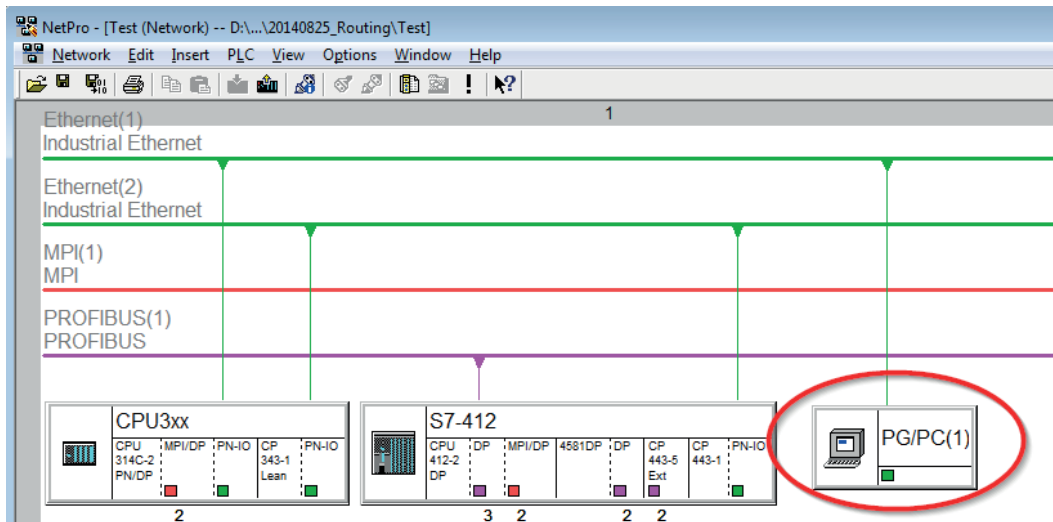 NetPro - [Test (Network) -- D:\...\20140825_Routing\Test]
Network Edit Insert PLC View Options Window Help
1
Ethernet(1)
Industrial Ethernet
Ethernet(2)
Industrial Ethernet
MPI(1)
MPI
PROFIBUS(1)
PROFIBUS
CPU3xx
CPU 314C-2 PN/DP
MPI/DP
PN-IO
CP 343-1 Lean
PN-IO
2
S7-412
CPU 412-2 DP
DP
MPI/DP
4581DP
DP
CP 443-5 Ext
CP 443-1
PN-IO
3 2 2 2
PG/PC(1)